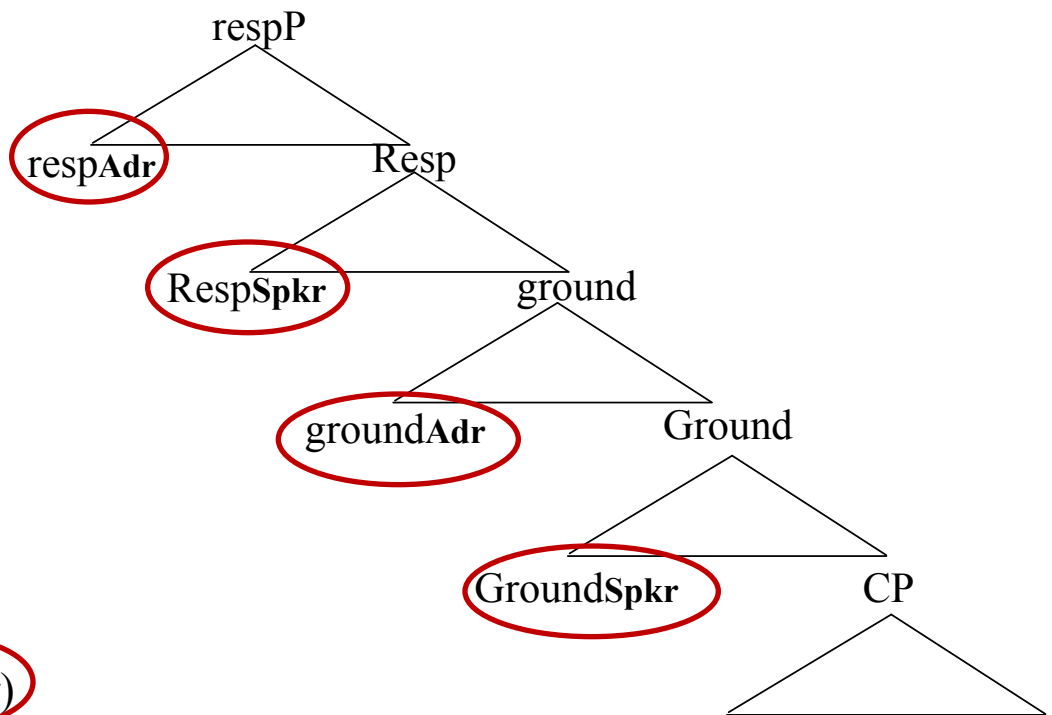 respP
respAdr
Resp
RespSpkr
ground
groundAdr
Ground
GroundSpkr
CP
)